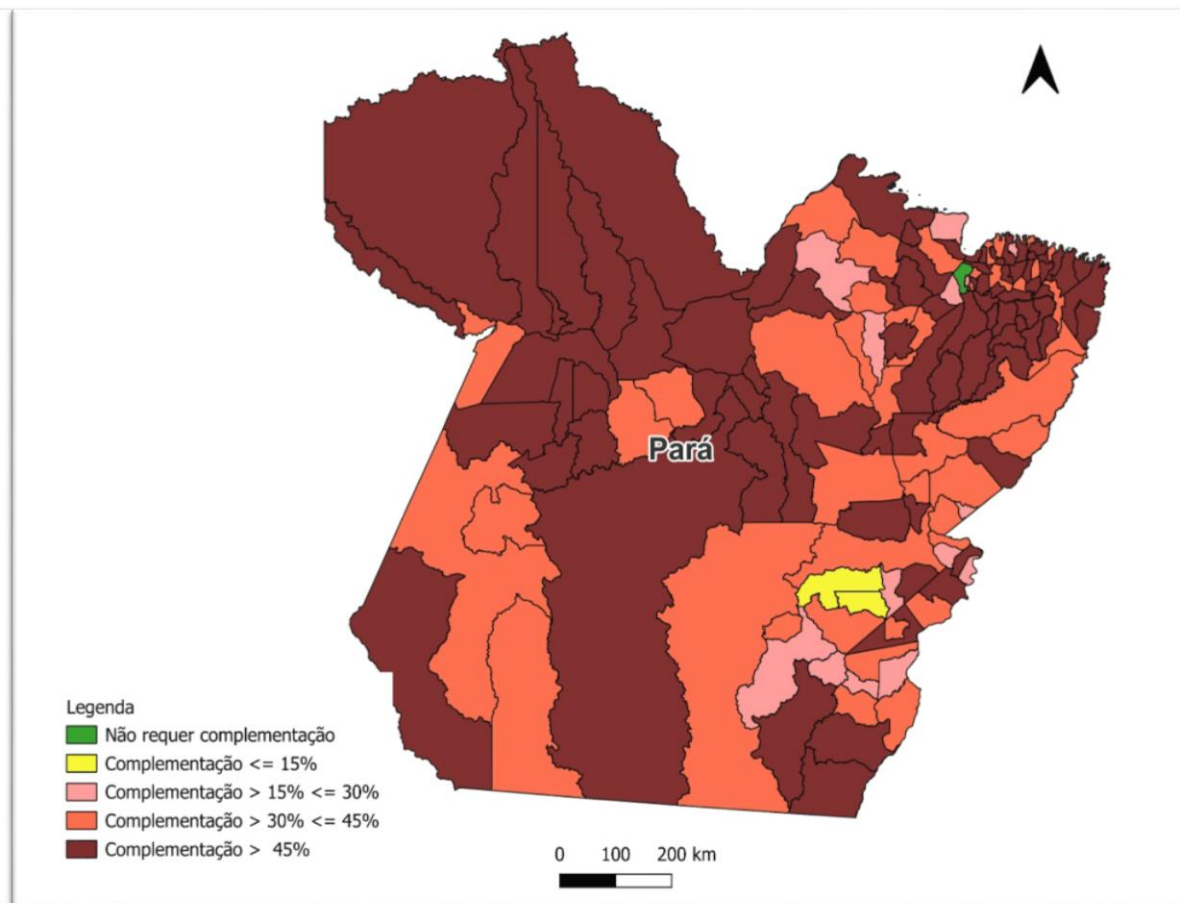 Pará
Legenda
Não requer complementação
Complementação <= 15%
Complementação > 15% <= 30%
Complementação > 30% <= 45%
Complementação > 45%
0 100 200 km